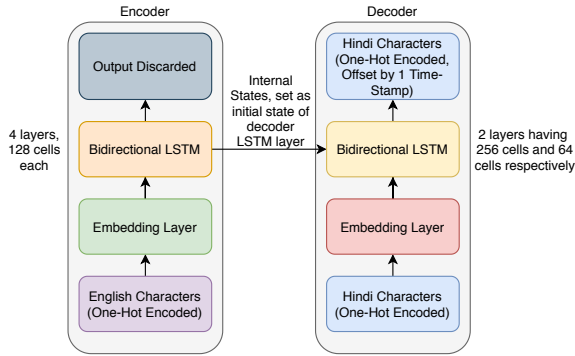 Encoder
Output Discarded
4 layers,
128 cells
each
Bidirectional LSTM
Embedding Layer
English Characters
(One-Hot Encoded)
Internal
States, set as
initial state of
decoder
LSTM layer
Decoder
Hindi Characters
(One-Hot Encoded,
Offset by 1 Time-
Stamp)
Bidirectional LSTM
2 layers having
256 cells and 64
cells respectively
Embedding Layer
Hindi Characters
(One-Hot Encoded)